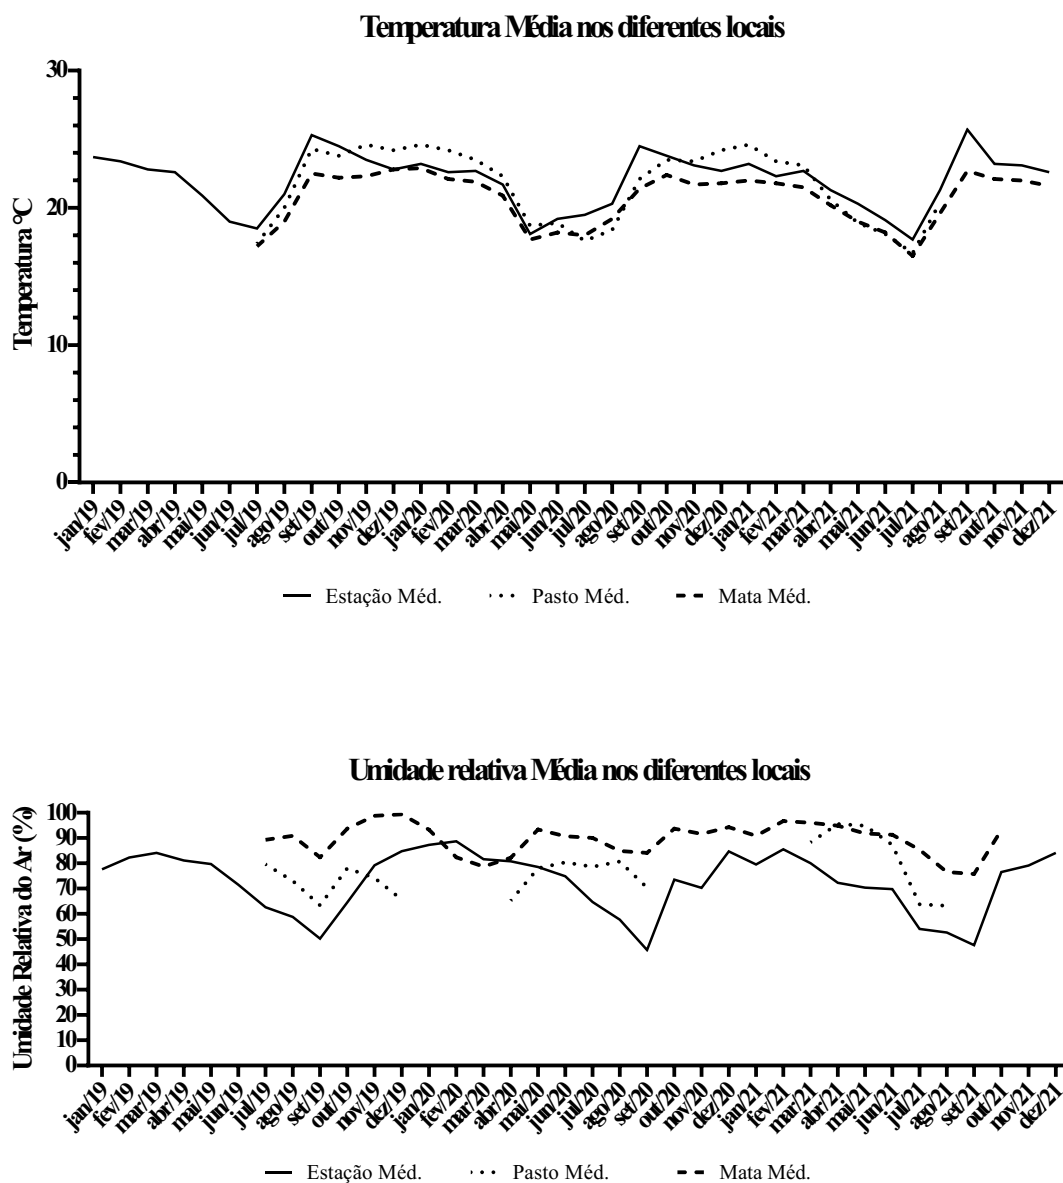 Temperatura Média nos diferentes locais
30
20
10
0
Temperatura °C
jan/19 fev/19 mar/19 abr/19 mai/19 jun/19 jul/19 ago/19 set/19 out/19 nov/19 dez/19 jan/20 fev/20 mar/20 abr/20 mai/20 jun/20 jul/20 ago/20 set/20 out/20 nov/20 dez/20 jan/21 fev/21 mar/21 abr/21 mai/21 jun/21 jul/21 ago/21 set/21 out/21 nov/21 dez/21
Estação Méd. Pasto Méd. Mata Méd.
Umidade relativa Média nos diferentes locais
100
90
80
70
60
50
40
30
20
10
0
Umidade Relativa do Ar (%)
jan/19 fev/19 mar/19 abr/19 mai/19 jun/19 jul/19 ago/19 set/19 out/19 nov/19 dez/19 jan/20 fev/20 mar/20 abr/20 mai/20 jun/20 jul/20 ago/20 set/20 out/20 nov/20 dez/20 jan/21 fev/21 mar/21 abr/21 mai/21 jun/21 jul/21 ago/21 set/21 out/21 nov/21 dez/21
Estação Méd. Pasto Méd. Mata Méd.